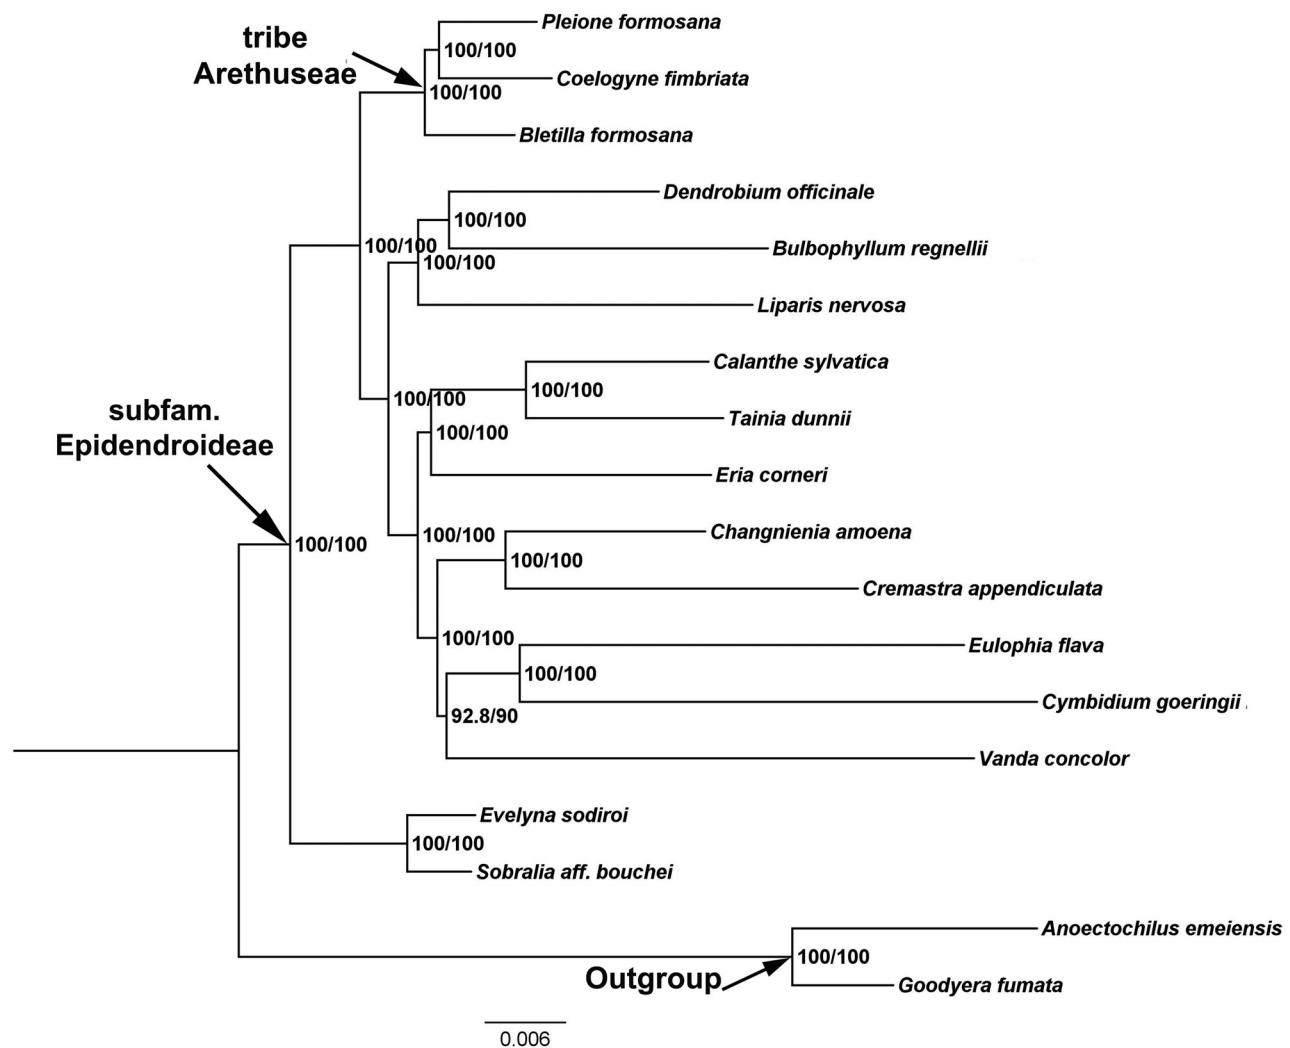 Pleione formosana
tribe
Arethuseae
100/100
Coelogyne fimbriata
100/100
Bletilla formosana
Dendrobium officinale
100/100
100/100
Bulbophyllum regnellii
100/100
Liparis nervosa
Calanthe sylvatica
100/100
100/100
subfam.
Epidendroideae
Tainia dunnii
100/100
Eria corneri
Changnienia amoena
100/100
100/100
100/100
Cremastra appendiculata
100/100
Eulophia flava
100/100
Cymbidium goeringii
92.8/90
Vanda concolor
Evelyna sodiroi
100/100
Sobralia aff. bouchei
Anoectochilus emeiensis
100/100
Outgroup
Goodyera fumata
0.006